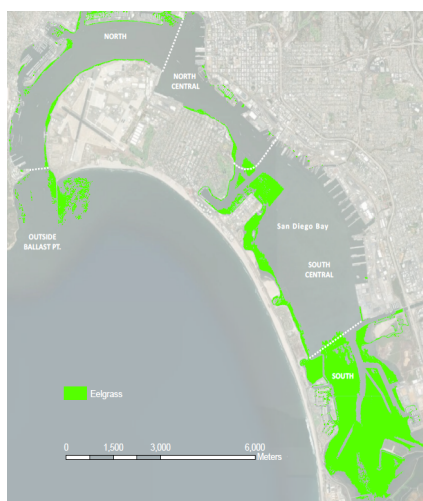 NORTH
NORTH
CENTRAL
OUTSIDE
BALLAST PT.
San Diego Bay
SOUTH
CENTRAL
SOUTH
Eelgrass
0 1,500 3,000 6,000
Meters